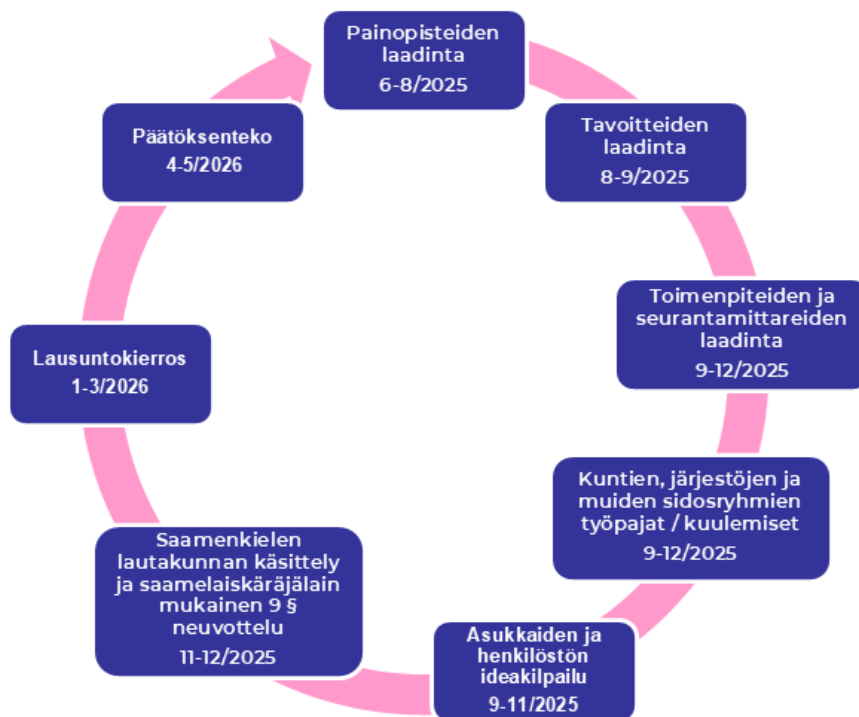 Painopisteiden
laadinta
6-8/2025
Tavoitteiden
laadinta
8-9/2025
Toimenpiteiden ja
seurantamittareiden
laadinta
9-12/2025
Kuntien, järjestöjen ja
muiden sidosryhmien
työpajat / kuulemiset
9-12/2025
Asukkaiden ja
henkilöstön
ideakilpailu
9-11/2025
Saamenkielen
lautakunnan käsittely
ja saamelaiskäräjälain
mukainen 9 §
neuvottelu
11-12/2025
Lausuntokierros
1-3/2026
Päätöksenteko
4-5/2026